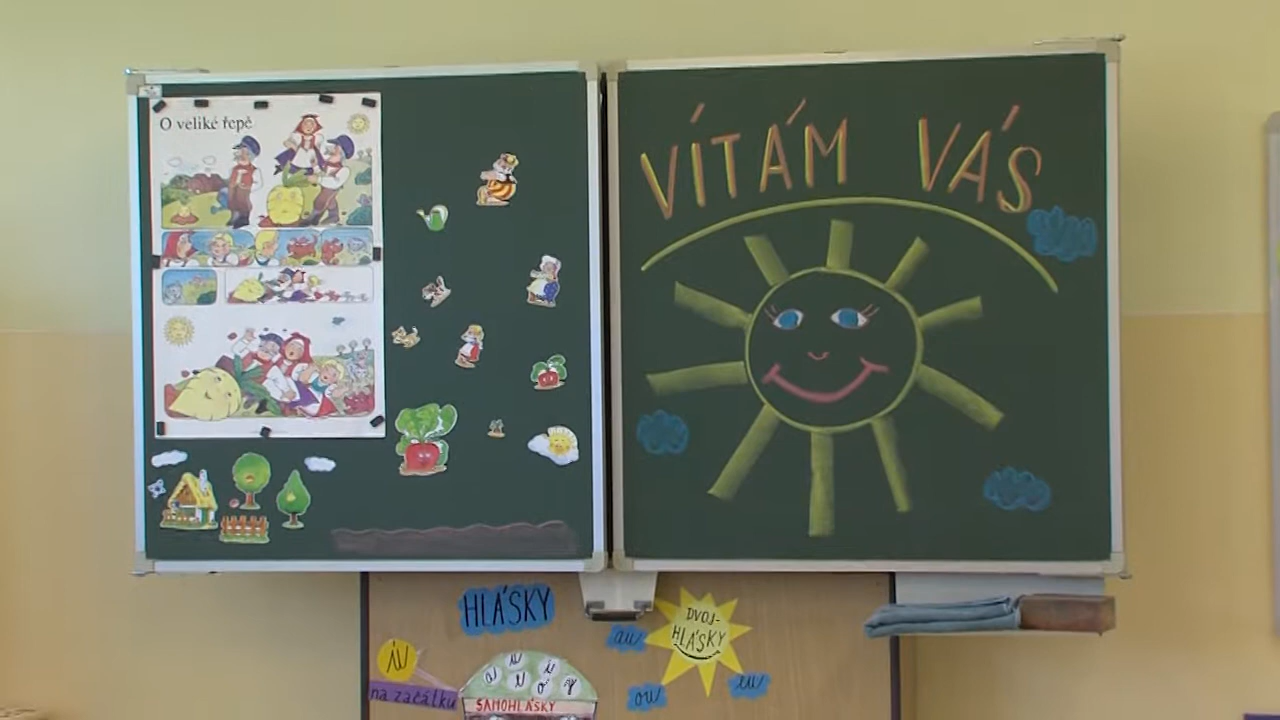 O veliké řepě
VÍTÁM VÁS
HLÁSKY
DVOJ-
HLÁSKY
au
ou
eu
ú
na začátku
a e i o u y
SAMOHLÁSKY